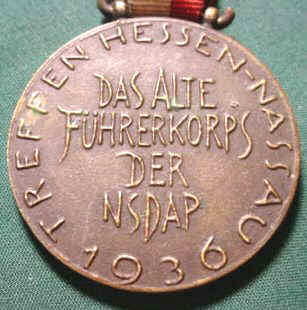 TREFFEN HESSEN-NASSAU
DAS ALTE
FÜHRERKORPS
DER
NSDAP
1936